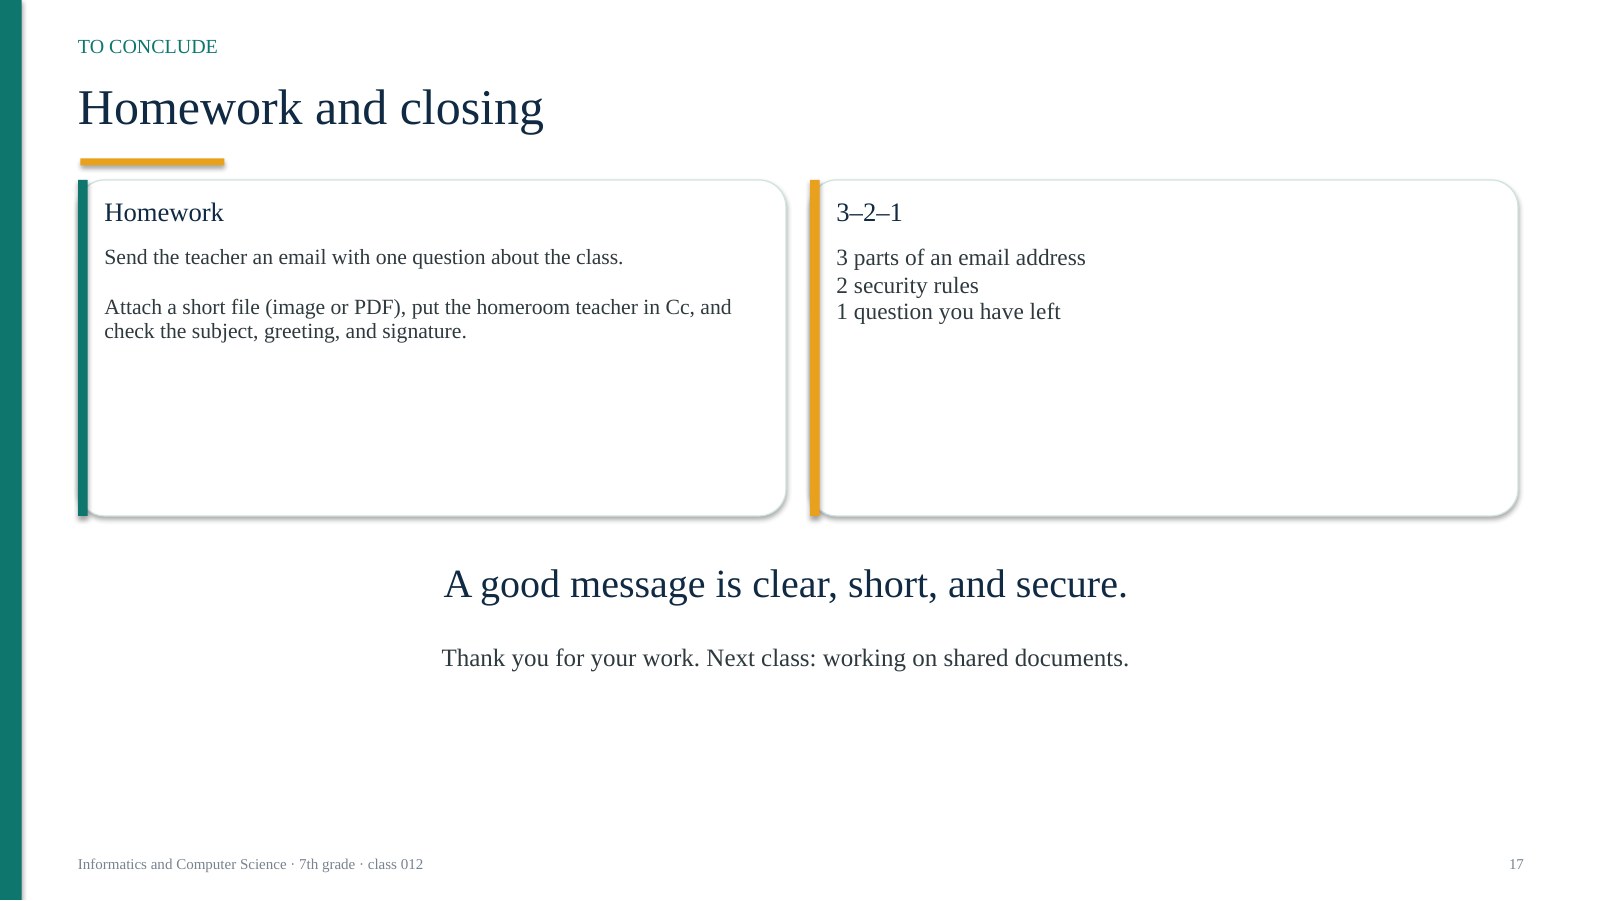 TO CONCLUDE
Homework and closing
Homework
Send the teacher an email with one question about the class.
Attach a short file (image or PDF), put the homeroom teacher in Cc, and
check the subject, greeting, and signature.
3–2–1
3 parts of an email address
2 security rules
1 question you have left
A good message is clear, short, and secure.
Thank you for your work. Next class: working on shared documents.
Informatics and Computer Science · 7th grade · class 012
17